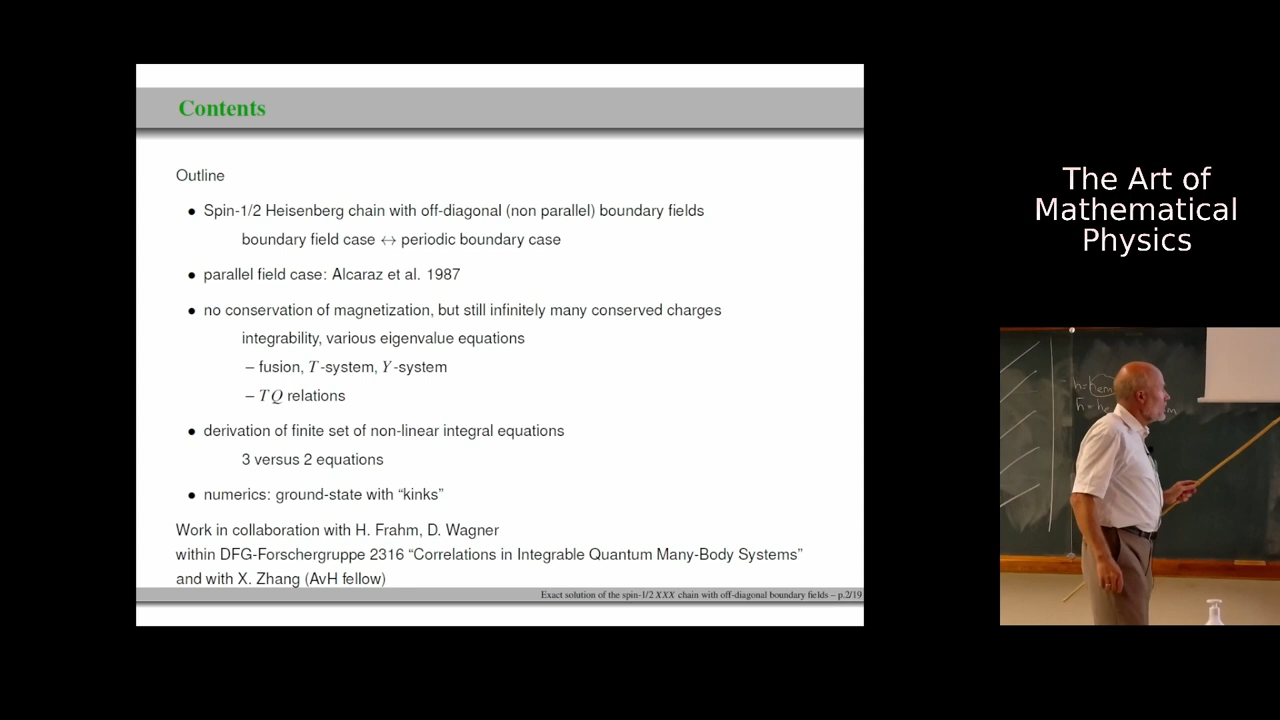 Contents
Outline
• Spin-1/2 Heisenberg chain with off-diagonal (non parallel) boundary fields
boundary field case ↔ periodic boundary case
• parallel field case: Alcaraz et al. 1987
• no conservation of magnetization, but still infinitely many conserved charges
integrability, various eigenvalue equations
– fusion, T-system, Y-system
– TQ relations
• derivation of finite set of non-linear integral equations
3 versus 2 equations
• numerics: ground-state with “kinks”
Work in collaboration with H. Frahm, D. Wagner
within DFG-Forschergruppe 2316 “Correlations in Integrable Quantum Many-Body Systems”
and with X. Zhang (AvH fellow)
Exact solution of the spin-1/2 XXX chain with off-diagonal boundary fields – p.2/19
The Art of
Mathematical
Physics